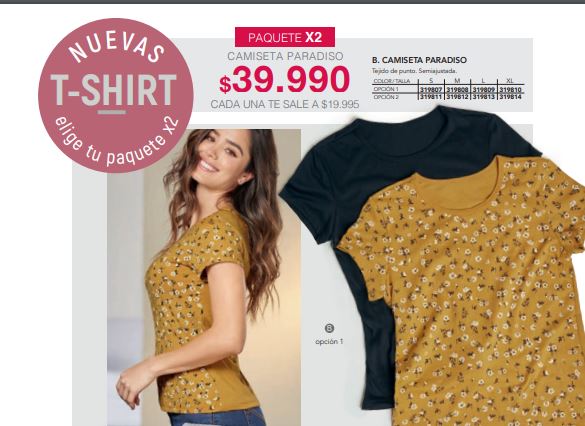 NUEVAS
T-SHIRT
elige tu paquete x2
PAQUETE X2
CAMISETA PARADISO
$39.990
CADA UNA TE SALE A $19.995
B. CAMISETA PARADISO
Tejido de punto. Semiajustada.
COLOR/TALLA S M L XL
OPCIÓN 1 319807 319808 319809 319810
OPCIÓN 2 319811 319812 319813 319814
B
opción 1